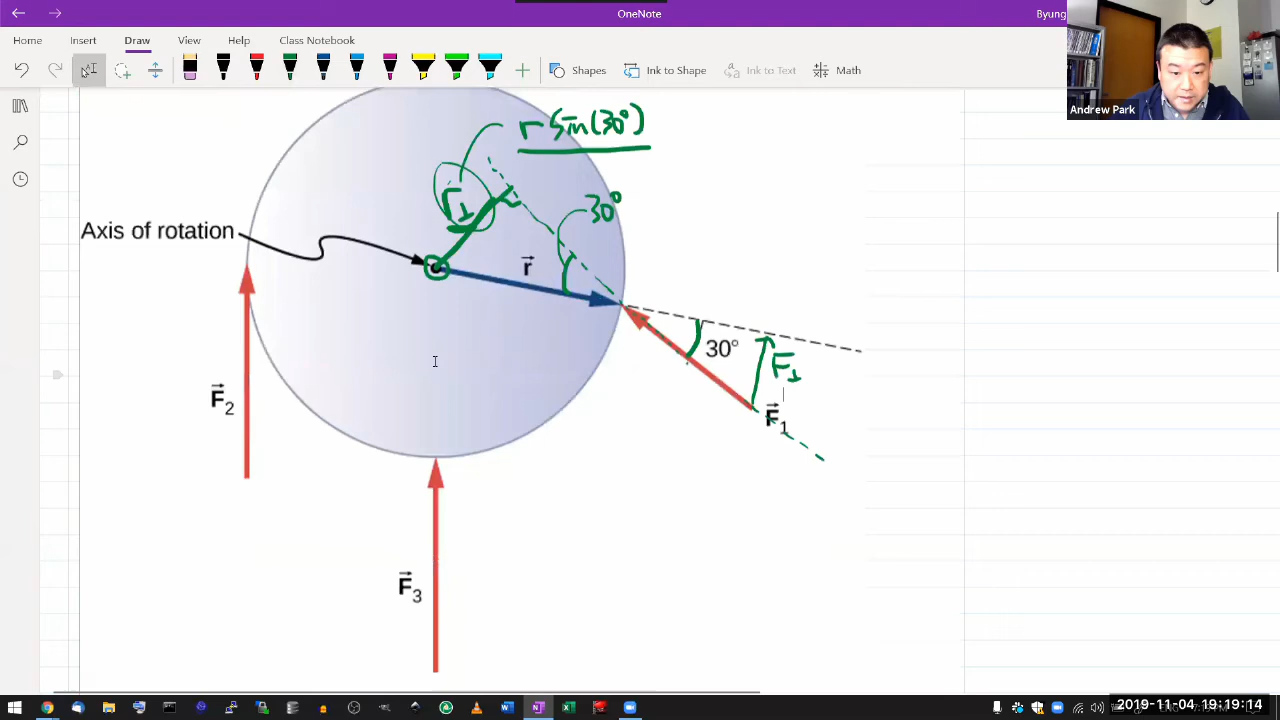 OneNote
Byung
Home Insert Draw View Help Class Notebook
Shapes Ink to Shape Ink to Text Math
Andrew Park
r sin(30°)
r⊥
30°
Axis of rotation
r
30°
F⊥
F2
F1
F3
2019-11-04 19:19:14